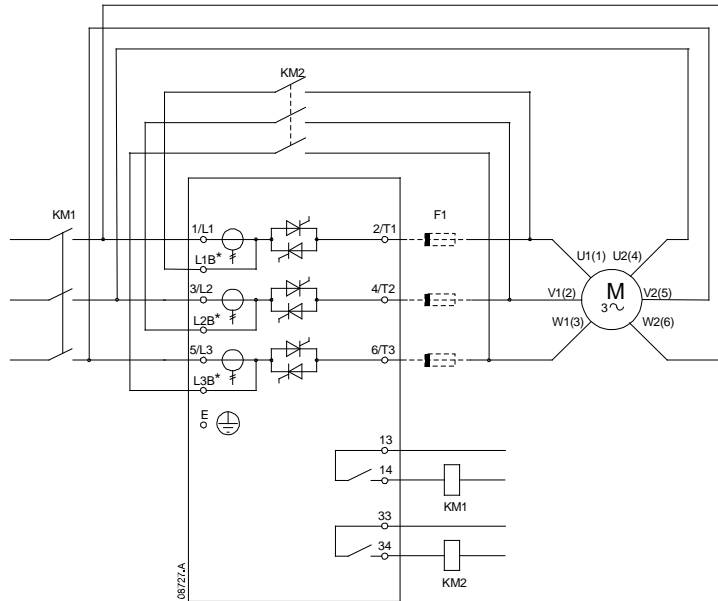 KM2
KM1
1/L1
2/T1
F1
L1B*
U1(1) U2(4)
3/L2
4/T2
V1(2)
M
3~
V2(5)
L2B*
W1(3)
W2(6)
5/L3
6/T3
L3B*
E
13
14
KM1
33
34
KM2
08727.A